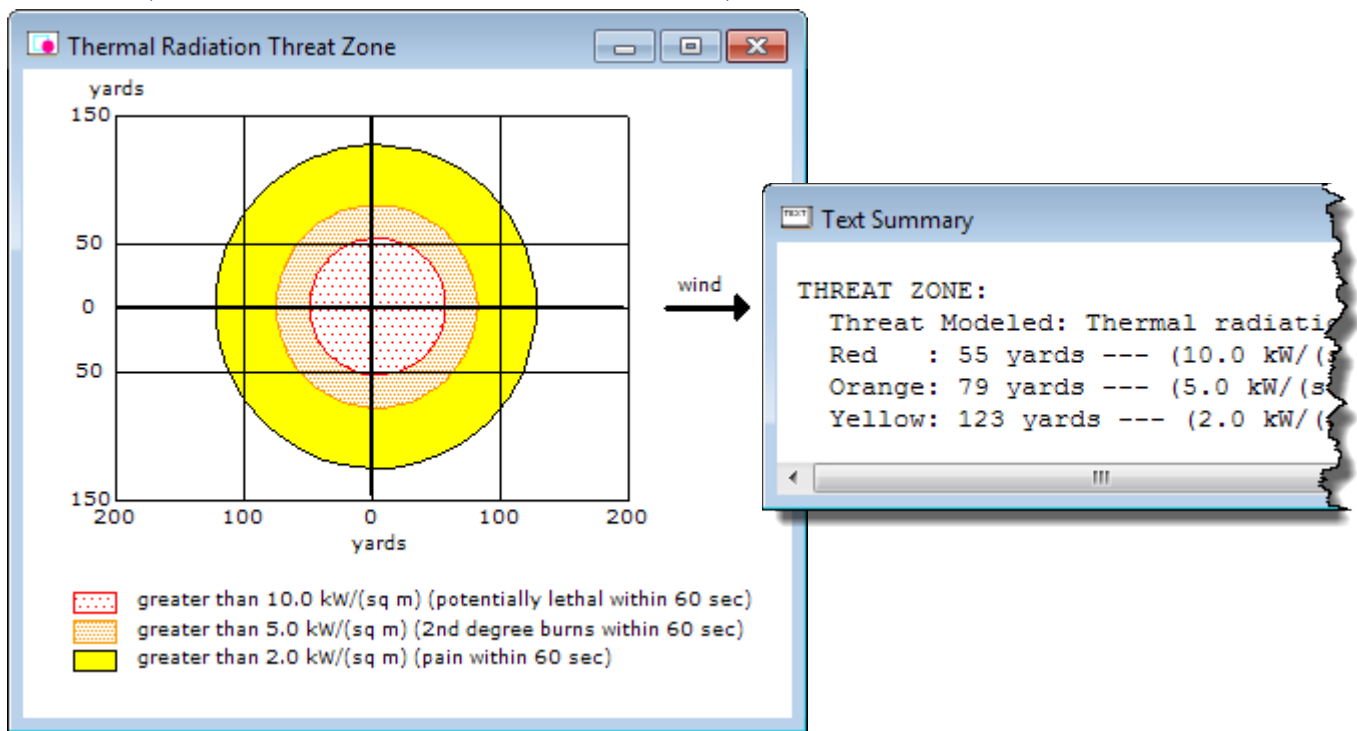 Thermal Radiation Threat Zone
yards
150
50
0
50
150
200 100 0 100 200
yards
wind
greater than 10.0 kW/(sq m) (potentially lethal within 60 sec)
greater than 5.0 kW/(sq m) (2nd degree burns within 60 sec)
greater than 2.0 kW/(sq m) (pain within 60 sec)
TEXT Text Summary
THREAT ZONE:
Threat Modeled: Thermal
Red : 55 yards --- (10.0 kW/(
Orange: 79 yards --- (5.0 kW/(s
Yellow: 123 yards --- (2.0 kW/(